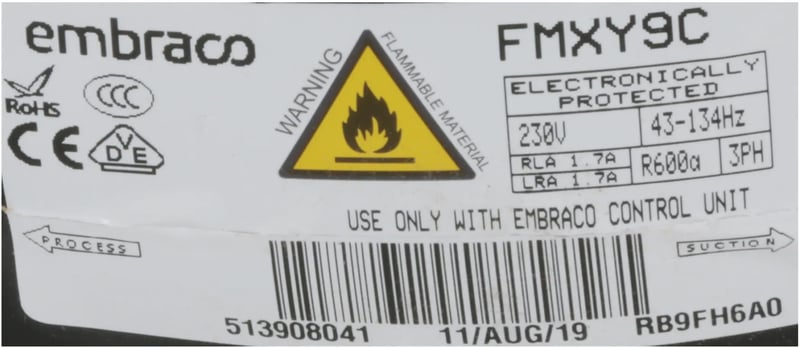 embraco
RoHS
CCC
CE
VDE
WARNING
FLAMMABLE MATERIAL
FMXY9C
ELECTRONICALLY
PROTECTED
230V 43-134Hz
RLA 1.7A
LRA 1.7A
R600a 3PH
USE ONLY WITH EMBRACO CONTROL UNIT
PROCESS
SUCTION
513908041 11/AUG/19 RB9FH6A0